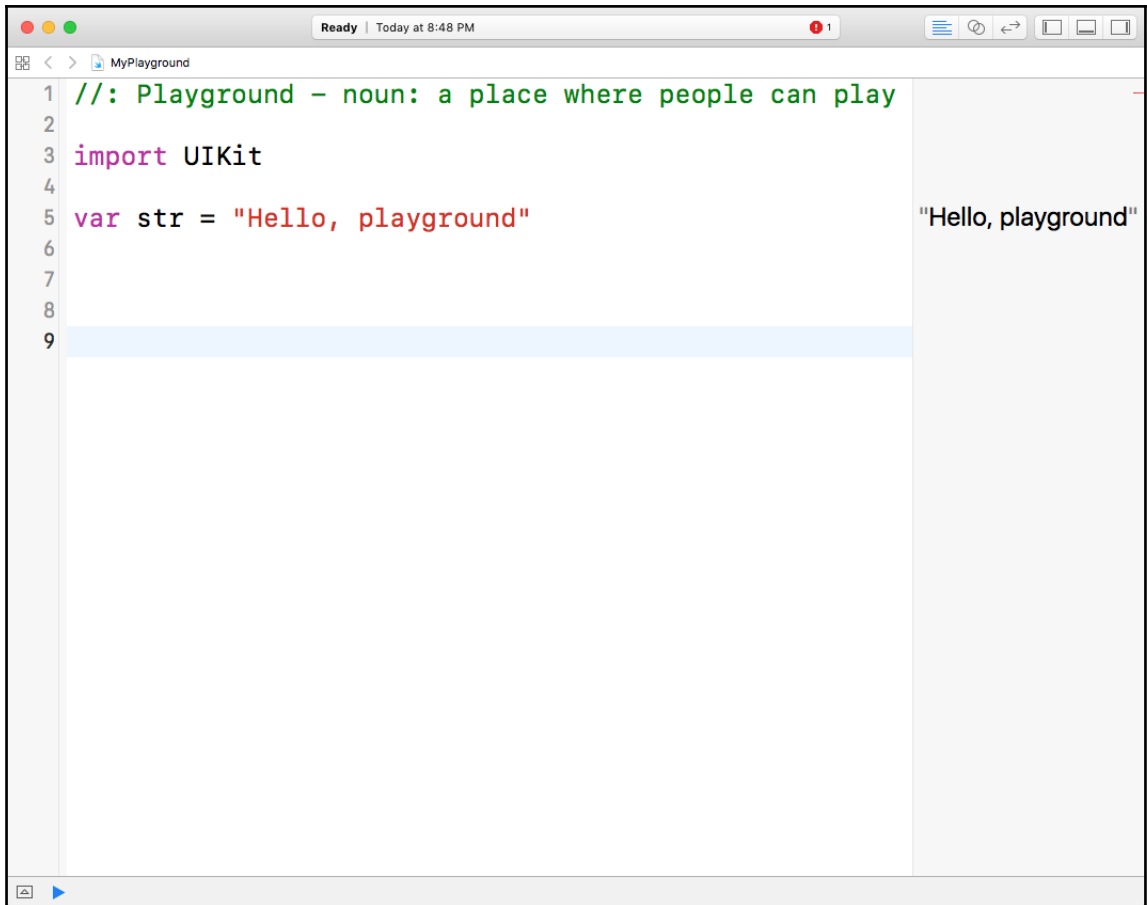 Ready | Today at 8:48 PM 1
MyPlayground
1 //: Playground – noun: a place where people can play
2
3 import UIKit
4
5 var str = "Hello, playground" "Hello, playground"
6
7
8
9